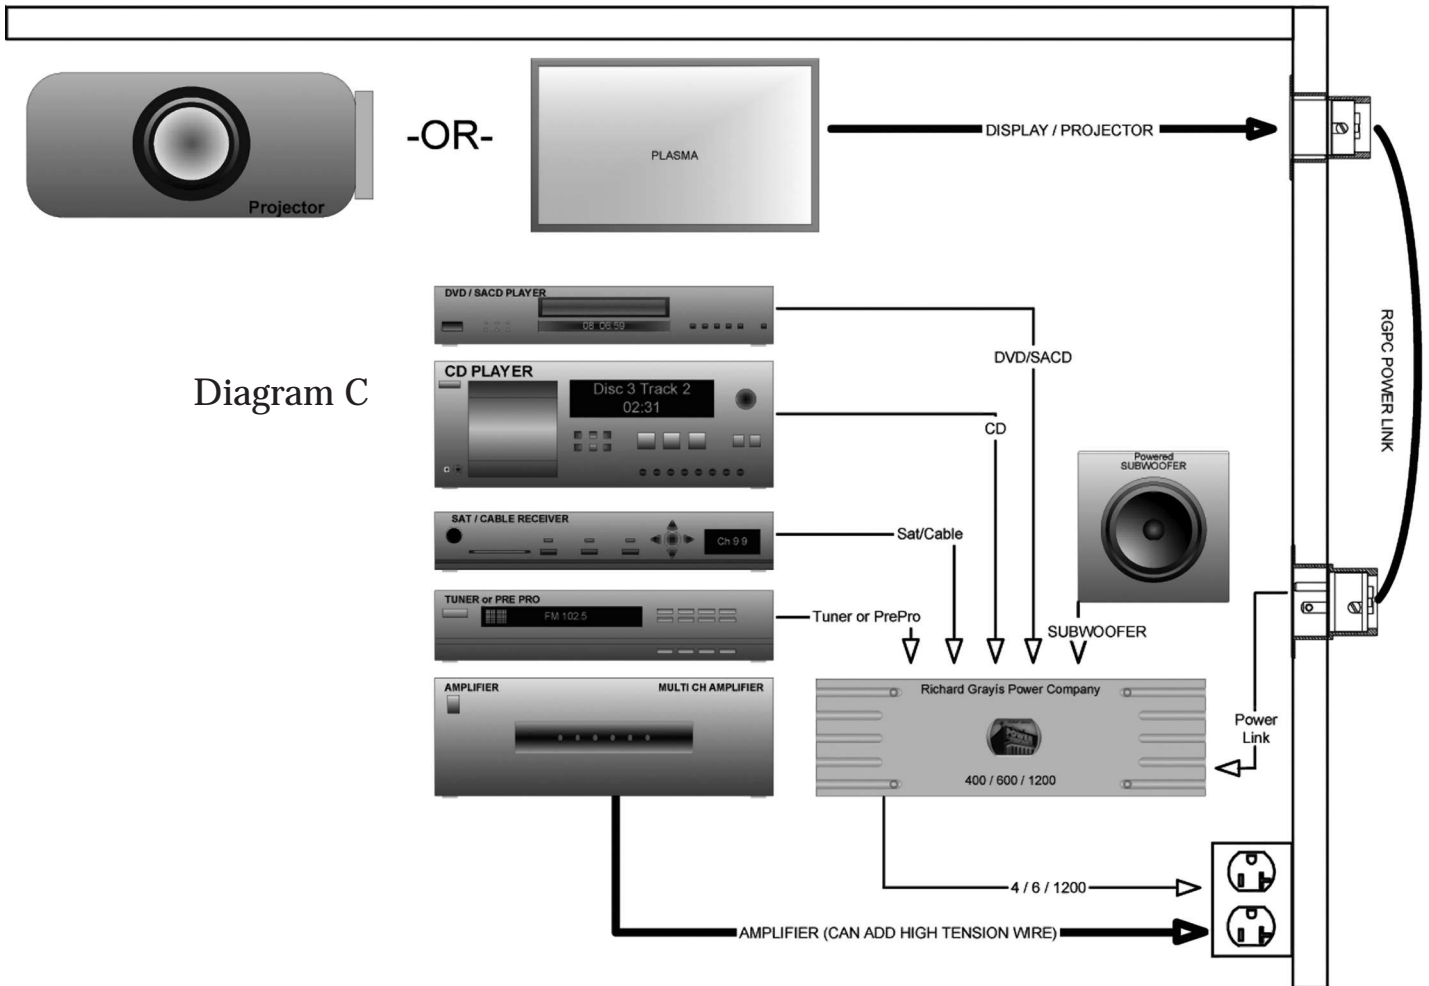 -OR-
PLASMA
DISPLAY / PROJECTOR
Projector
DVD / SACD PLAYER
08 :06:59
DVD/SACD
CD PLAYER
Disc 3 Track 2
02:31
Diagram C
CD
RGPC POWER LINK
Powered
SUBWOOFER
SAT / CABLE RECEIVER
Ch 9 9
Sat/Cable
TUNER or PRE PRO
FM 102.5
Tuner or PrePro
SUBWOOFER
AMPLIFIER
MULTI CH AMPLIFIER
Richard Grayis Power Company
POWER
400 / 600 / 1200
Power
Link
4 / 6 / 1200
AMPLIFIER (CAN ADD HIGH TENSION WIRE)